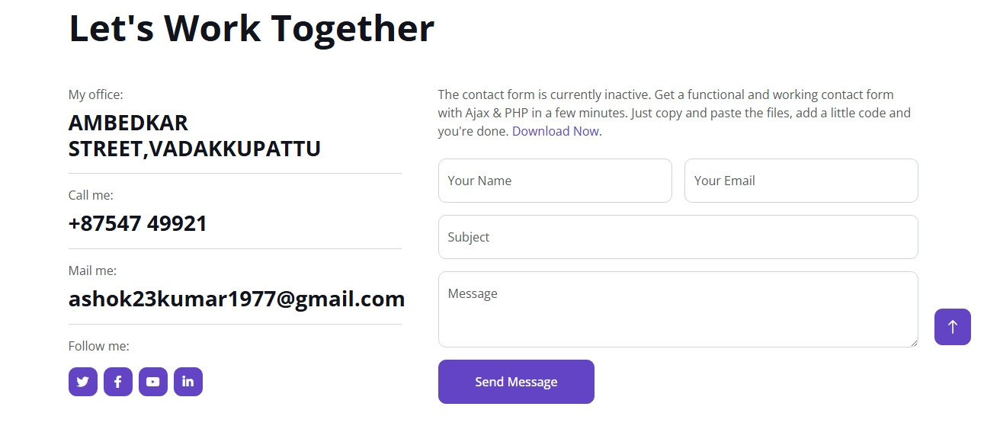 Let's Work Together
My office:
AMBEDKAR
STREET,VADAKKUPATTU
Call me:
+87547 49921
Mail me:
ashok23kumar1977@gmail.com
Follow me:
The contact form is currently inactive. Get a functional and working contact form
with Ajax & PHP in a few minutes. Just copy and paste the files, add a little code and
you're done. Download Now.
Your Name
Your Email
Subject
Message
Send Message